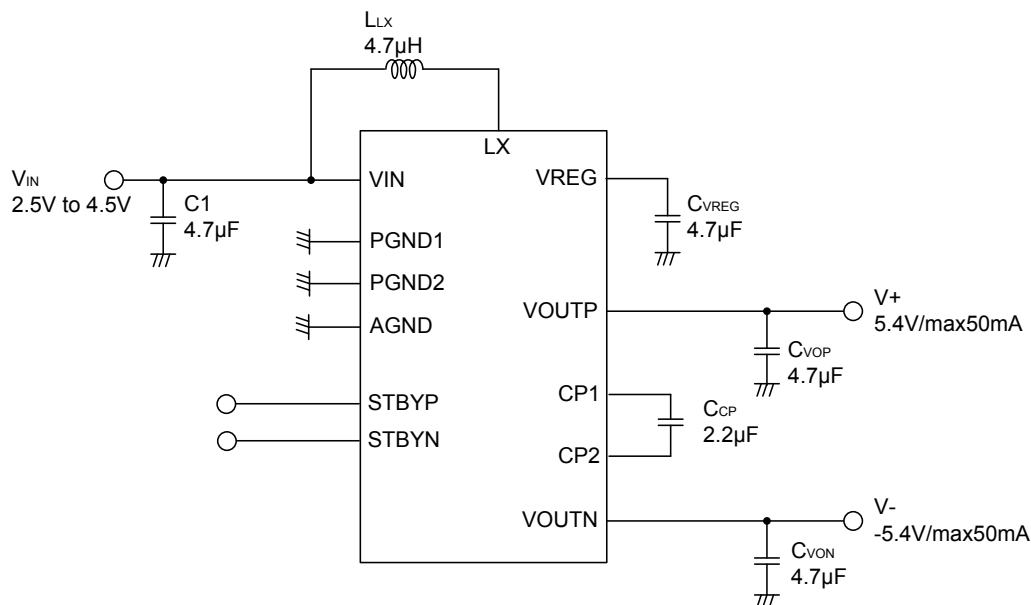 LLX
4.7µH
LX
VIN
2.5V to 4.5V
C1
4.7µF
VIN
PGND1
PGND2
AGND
STBYP
STBYN
VREG
CVREG
4.7µF
VOUTP
V+
5.4V/max50mA
CVOP
4.7µF
CP1
CP2
CCP
2.2µF
VOUTN
V-
-5.4V/max50mA
CVON
4.7µF